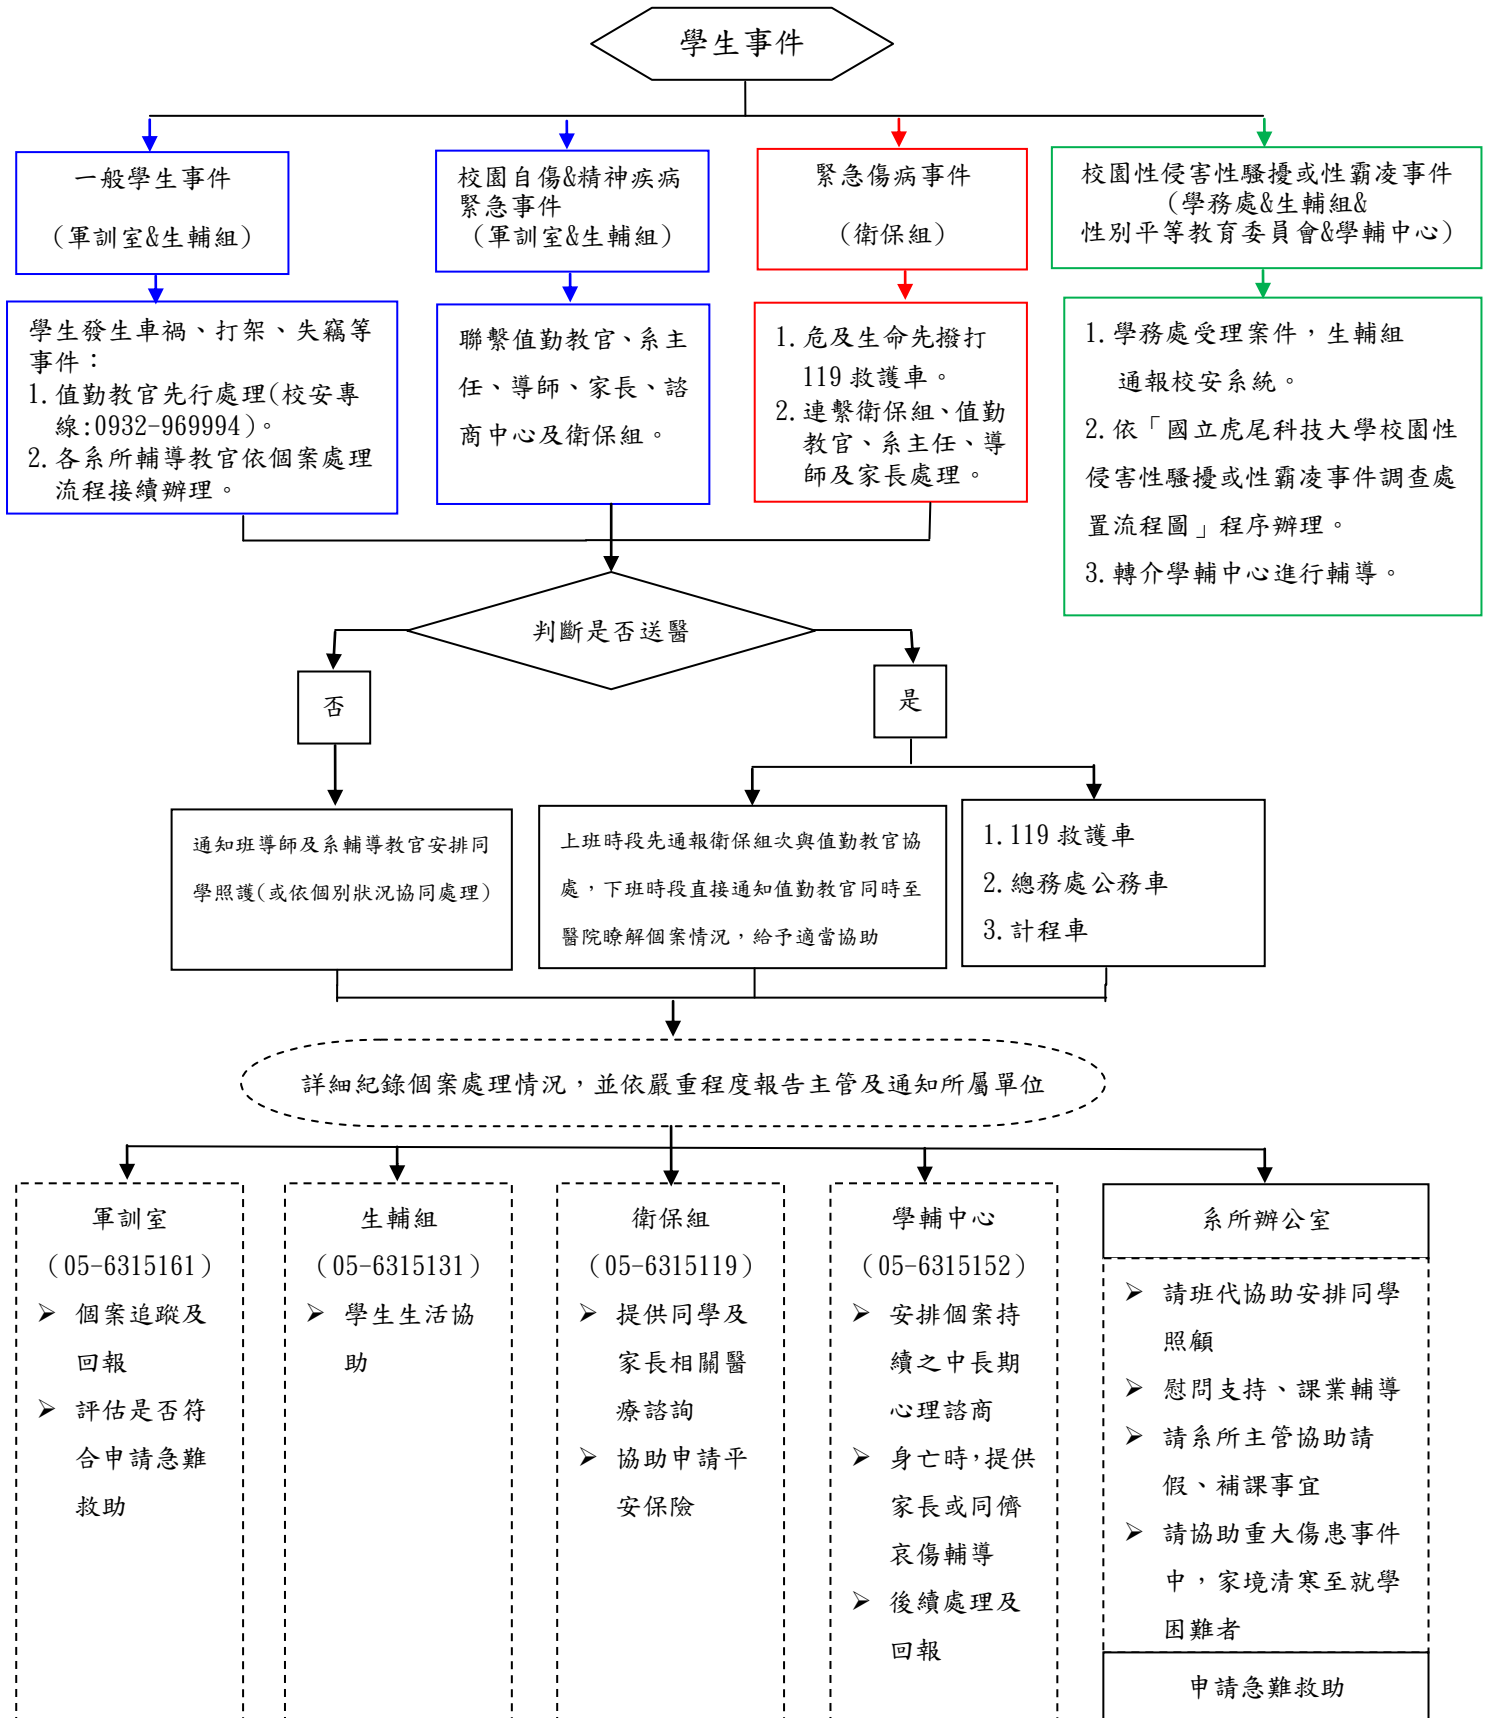 學生事件
一般學生事件
(軍訓室&生輔組)
校園自傷&精神疾病
緊急事件
(軍訓室&生輔組)
緊急傷病事件
(衛保組)
校園性侵害性騷擾或性霸凌事件
(學務處&生輔組&
性別平等教育委員會&學輔中心)
學生發生車禍、打架、失竊等
事件：
1.值勤教官先行處理(校安專
線:0932-969994)。
2.各系所輔導教官依個案處理
流程接續辦理。
聯繫值勤教官、系主
任、導師、家長、諮
商中心及衛保組。
1.危及生命先撥打
119救護車。
2.連繫衛保組、值勤
教官、系主任、導
師及家長處理。
1.學務處受理案件，生輔組
通報校安系統。
2.依「國立虎尾科技大學校園性
侵害性騷擾或性霸凌事件調查處
置流程圖」程序辦理。
3.轉介學輔中心進行輔導。
判斷是否送醫
否
是
通知班導師及系輔導教官安排同
學照護(或依個別狀況協同處理)
上班時段先通報衛保組次與值勤教官協
處，下班時段直接通知值勤教官同時至
醫院瞭解個案情況，給予適當協助
1.119救護車
2.總務處公務車
3.計程車
詳細紀錄個案處理情況，並依嚴重程度報告主管及通知所屬單位
軍訓室
(05-6315161)
➢ 個案追蹤及
回報
➢ 評估是否符
合申請急難
救助
生輔組
(05-6315131)
➢ 學生生活協
助
衛保組
(05-6315119)
➢ 提供同學及
家長相關醫
療諮詢
➢ 協助申請平
安保險
學輔中心
(05-6315152)
➢ 安排個案持
續之中長期
心理諮商
➢ 身亡時，提供
家長或同儕
哀傷輔導
➢ 後續處理及
回報
系所辦公室
➢ 請班代協助安排同學
照顧
➢ 慰問支持、課業輔導
➢ 請系所主管協助請
假、補課事宜
➢ 請協助重大傷患事件
中，家境清寒至就學
困難者
申請急難救助